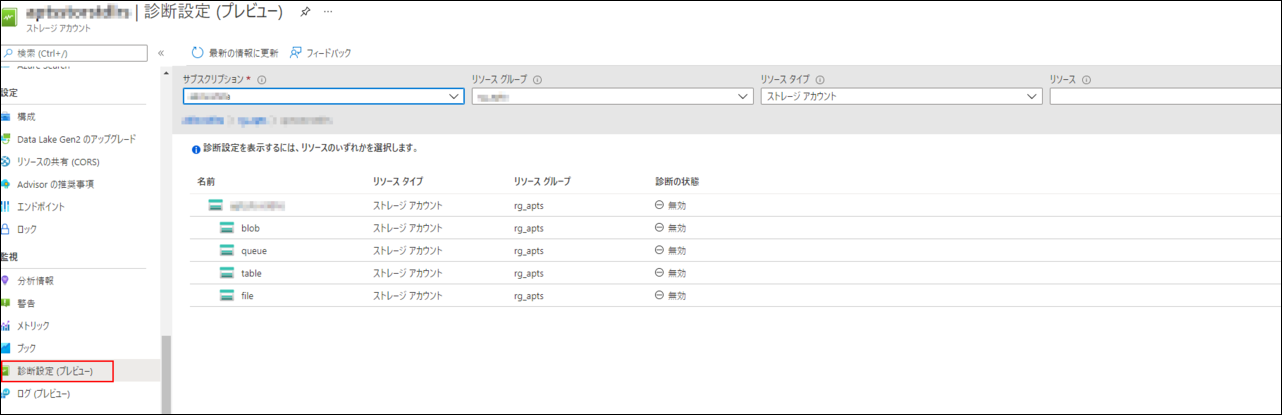 | 診断設定 (プレビュー) ···
ストレージ アカウント
検索 (Ctrl+/) «
最新の情報に更新 フィードバック
Azure Search
サブスクリプション * リソース グループ リソース タイプ リソース
rg_apts ストレージ アカウント
rg_apts
診断設定を表示するには、リソースのいずれかを選択します。
設定
構成
Data Lake Gen2 のアップグレード
リソースの共有 (CORS)
Advisor の推奨事項
エンドポイント
ロック
監視
分析情報
警告
メトリック
ブック
診断設定 (プレビュー)
ログ (プレビュー)
名前 リソース タイプ リソース グループ 診断の状態
ストレージ アカウント rg_apts 無効
blob ストレージ アカウント rg_apts 無効
queue ストレージ アカウント rg_apts 無効
table ストレージ アカウント rg_apts 無効
file ストレージ アカウント rg_apts 無効